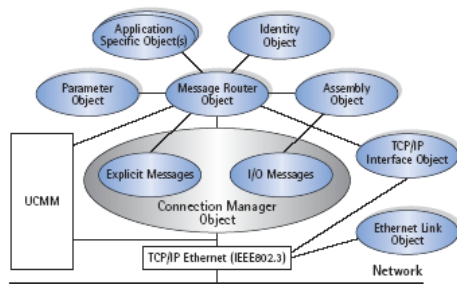 Application
Specific Object(s)
Identity
Object
Parameter
Object
Message Router
Object
Assembly
Object
UCMM
Explicit Messages
I/O Messages
Connection Manager
Object
TCP/IP
Interface Object
Ethernet Link
Object
TCP/IP Ethernet (IEEE802.3)
Network